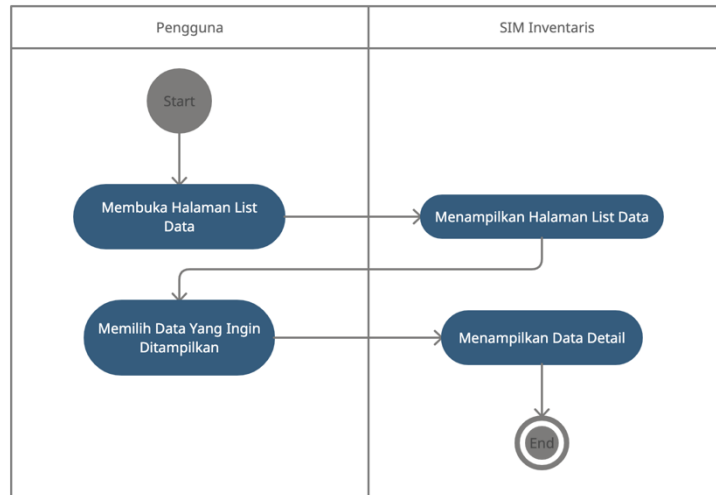 Pengguna
SIM Inventaris
Start
Membuka Halaman List
Data
Menampilkan Halaman List Data
Memilih Data Yang Ingin
Ditampilkan
Menampilkan Data Detail
End